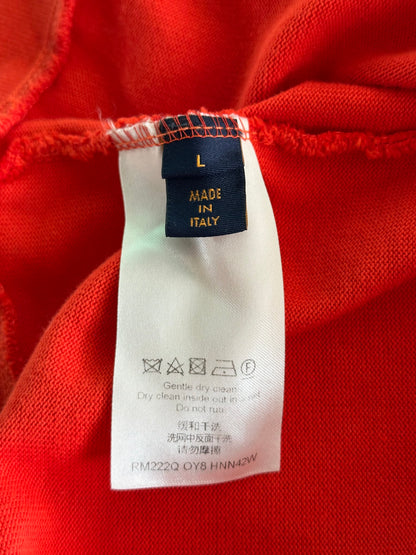 L
MADE
IN
ITALY
Gentle dry clean
Dry clean inside out in a net
Do not rub
缓和干洗
洗网中反面干洗
请勿摩擦
RM222Q OY8 HNN42W